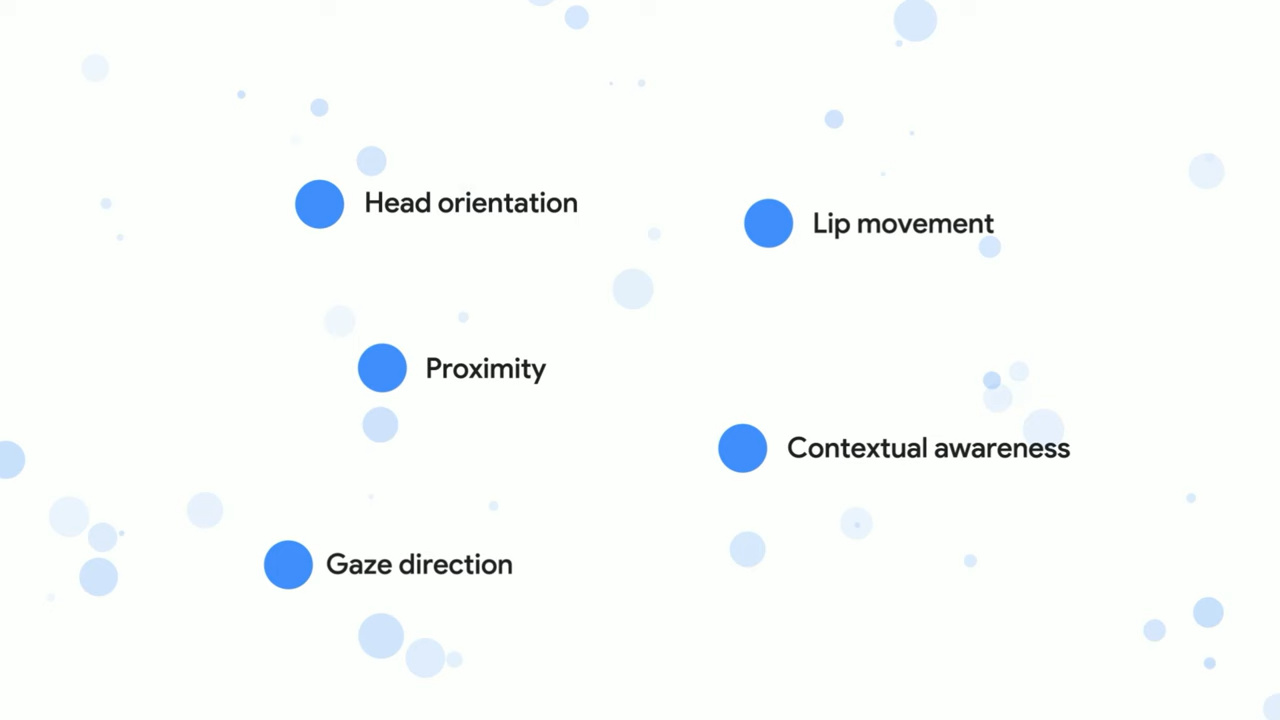 Head orientation
Lip movement
Proximity
Contextual awareness
Gaze direction